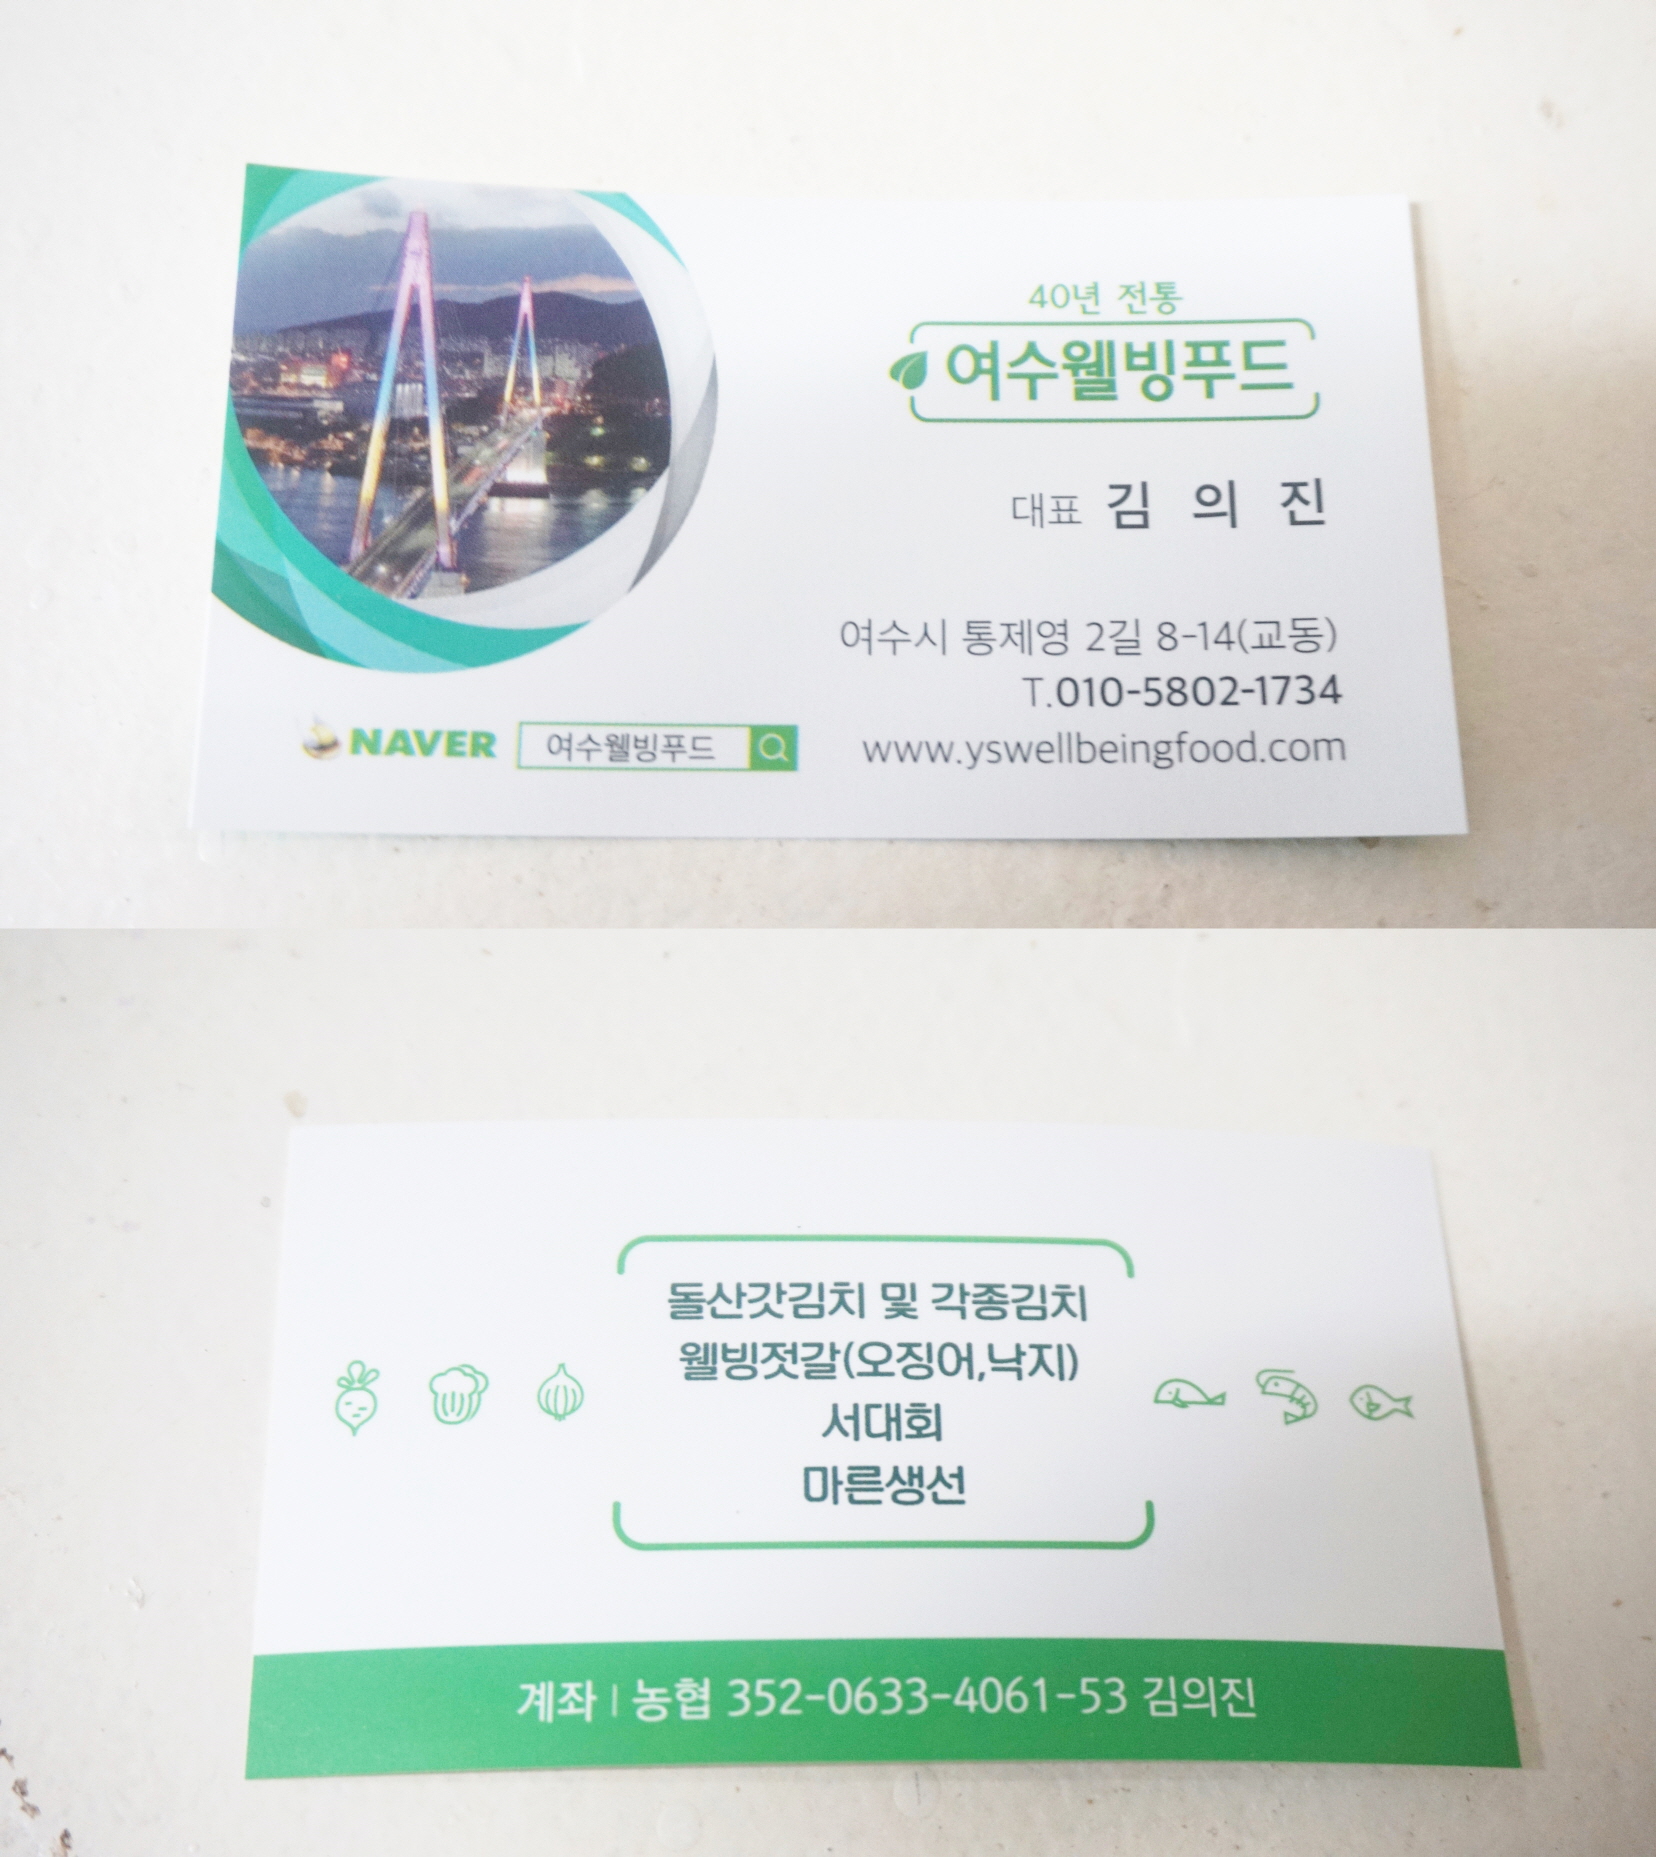 40년 전통
여수웰빙푸드
대표 김 의 진
여수시 통제영 2길 8-14(교동)
T.010-5802-1734
www.yswellbeingfood.com
NAVER 여수웰빙푸드
돌산갓김치 및 각종김치
웰빙젓갈(오징어,낙지)
서대회
마른생선
계좌 | 농협 352-0633-4061-53 김의진